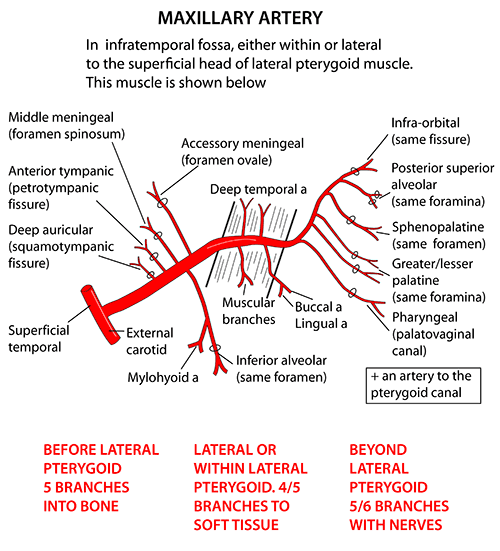 MAXILLARY ARTERY
In infratemporal fossa, either within or lateral
to the superficial head of lateral pterygoid muscle.
This muscle is shown below
Middle meningeal
(foramen spinosum)
Accessory meningeal
(foramen ovale)
Infra-orbital
(same fissure)
Anterior tympanic
(petrotympanic
fissure)
Deep temporal a
Posterior superior
alveolar
(same foramina)
Deep auricular
(squamotympanic
fissure)
Sphenopalatine
(same foramen)
Greater/lesser
palatine
(same foramina)
Muscular
branches
Buccal a
Lingual a
Pharyngeal
(palatovaginal
canal)
Superficial
temporal
External
carotid
Mylohyoid a
Inferior alveolar
(same foramen)
+ an artery to the
pterygoid canal
BEFORE LATERAL
PTERYGOID
5 BRANCHES
INTO BONE
LATERAL OR
WITHIN LATERAL
PTERYGOID. 4/5
BRANCHES TO
SOFT TISSUE
BEYOND
LATERAL
PTERYGOID
5/6 BRANCHES
WITH NERVES